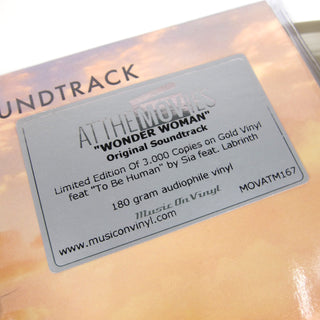 UNDTRACK
AT THE MOVIES
"WONDER WOMAN"
Original Soundtrack
Limited Edition Of 3,000 Copies on Gold Vinyl
feat "To Be Human" by Sia feat. Labrinth
180 gram audiophile vinyl
Music On Vinyl
www.musiconvinyl.com
MOVATM167